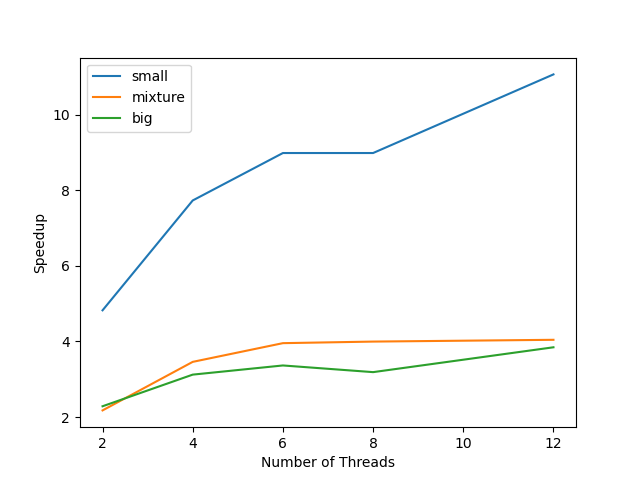 small
mixture
big
10
8
6
4
2
Speedup
2 4 6 8 10 12
Number of Threads